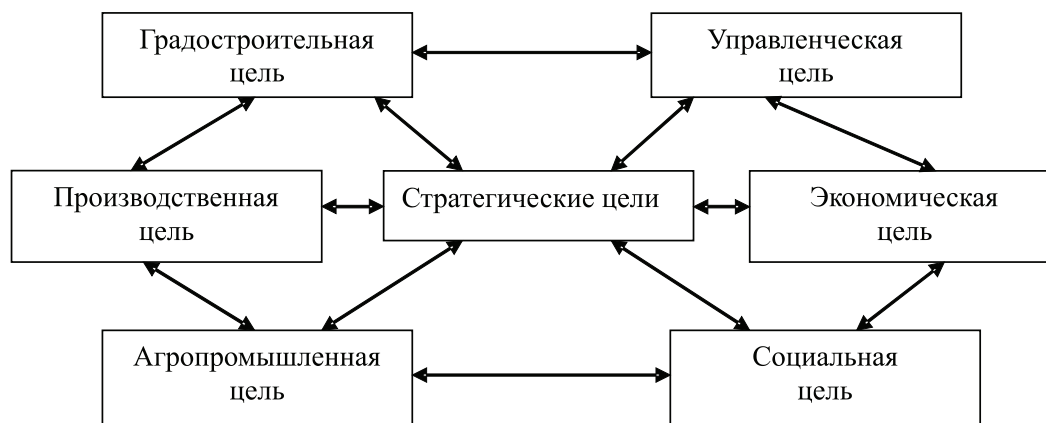 Градостроительная
цель
Управленческая
цель
Производственная
цель
Стратегические цели
Экономическая
цель
Агропромышленная
цель
Социальная
цель